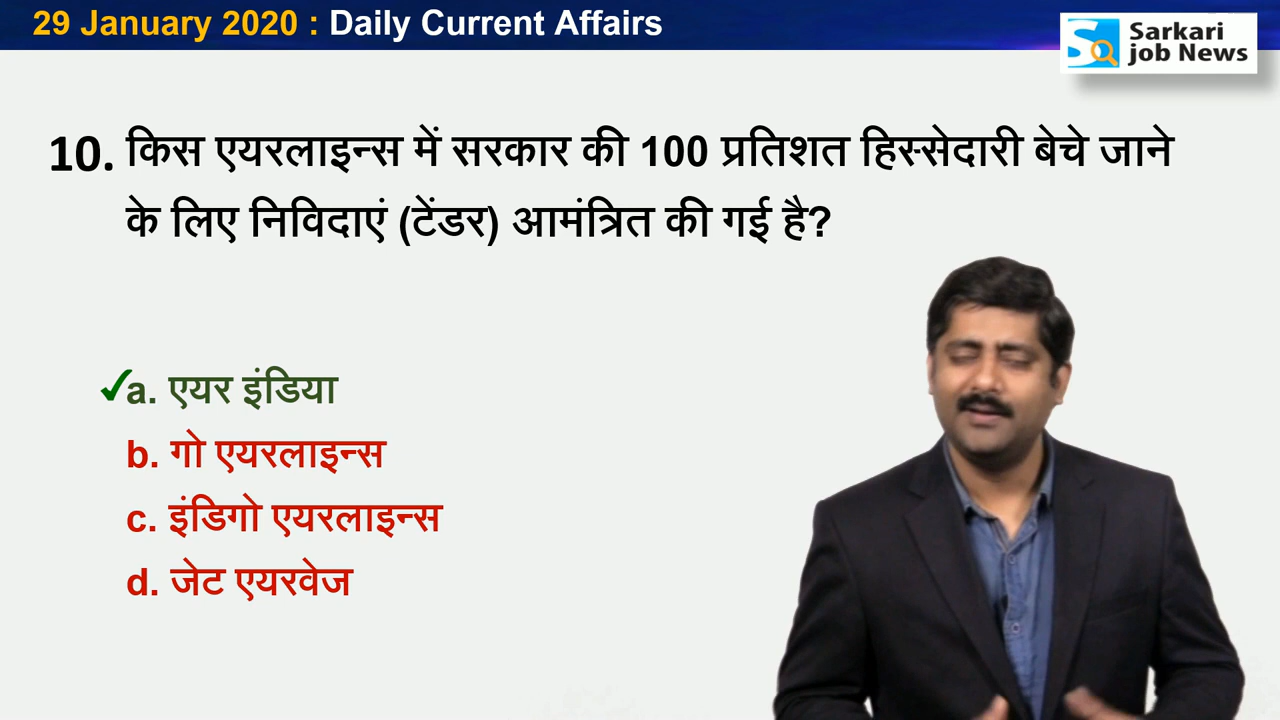 29 January 2020 : Daily Current Affairs
Sarkari
job News
10. किस एयरलाइन्स में सरकार की 100 प्रतिशत हिस्सेदारी बेचे जाने
के लिए निविदाएं (टेंडर) आमंत्रित की गई है?
✓a. एयर इंडिया
b. गो एयरलाइन्स
c. इंडिगो एयरलाइन्स
d. जेट एयरवेज